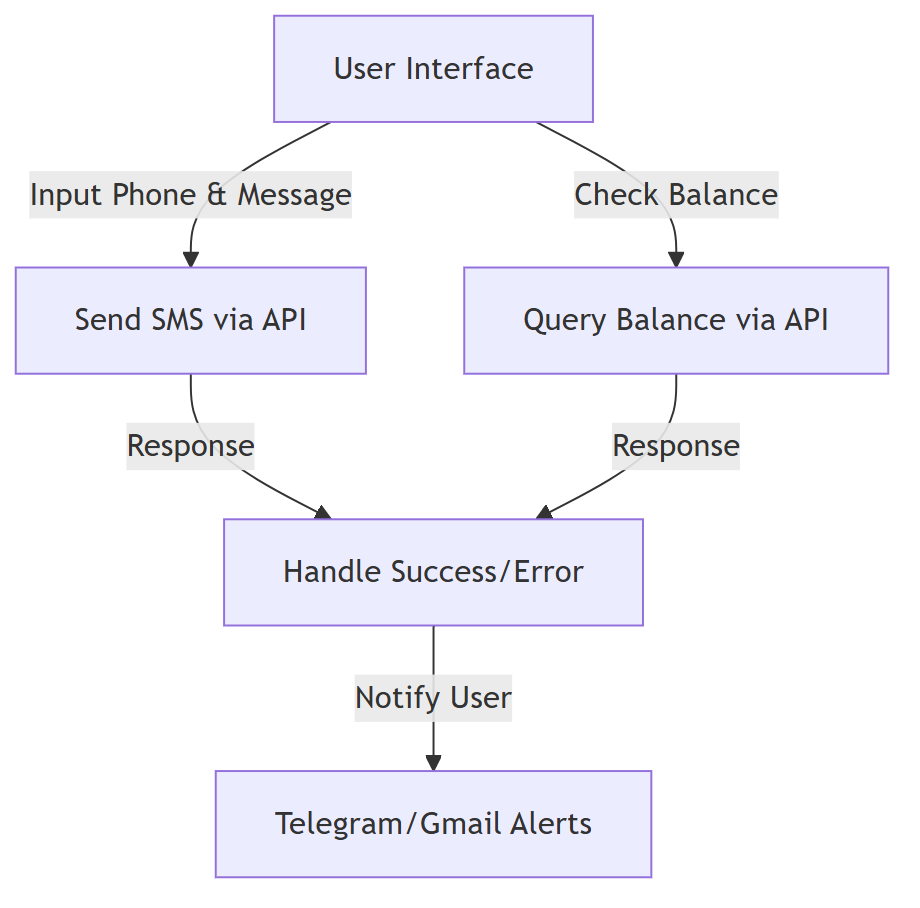 User Interface
Input Phone & Message
Check Balance
Send SMS via API
Query Balance via API
Response
Response
Handle Success/Error
Notify User
Telegram/Gmail Alerts